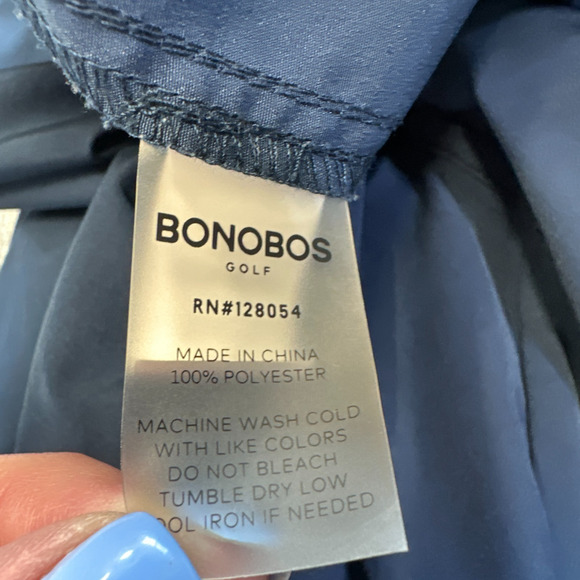 BONOBOS
GOLF
RN#128054
MADE IN CHINA
100% POLYESTER
MACHINE WASH COLD
WITH LIKE COLORS
DO NOT BLEACH
TUMBLE DRY LOW
OOL IRON IF NEEDED